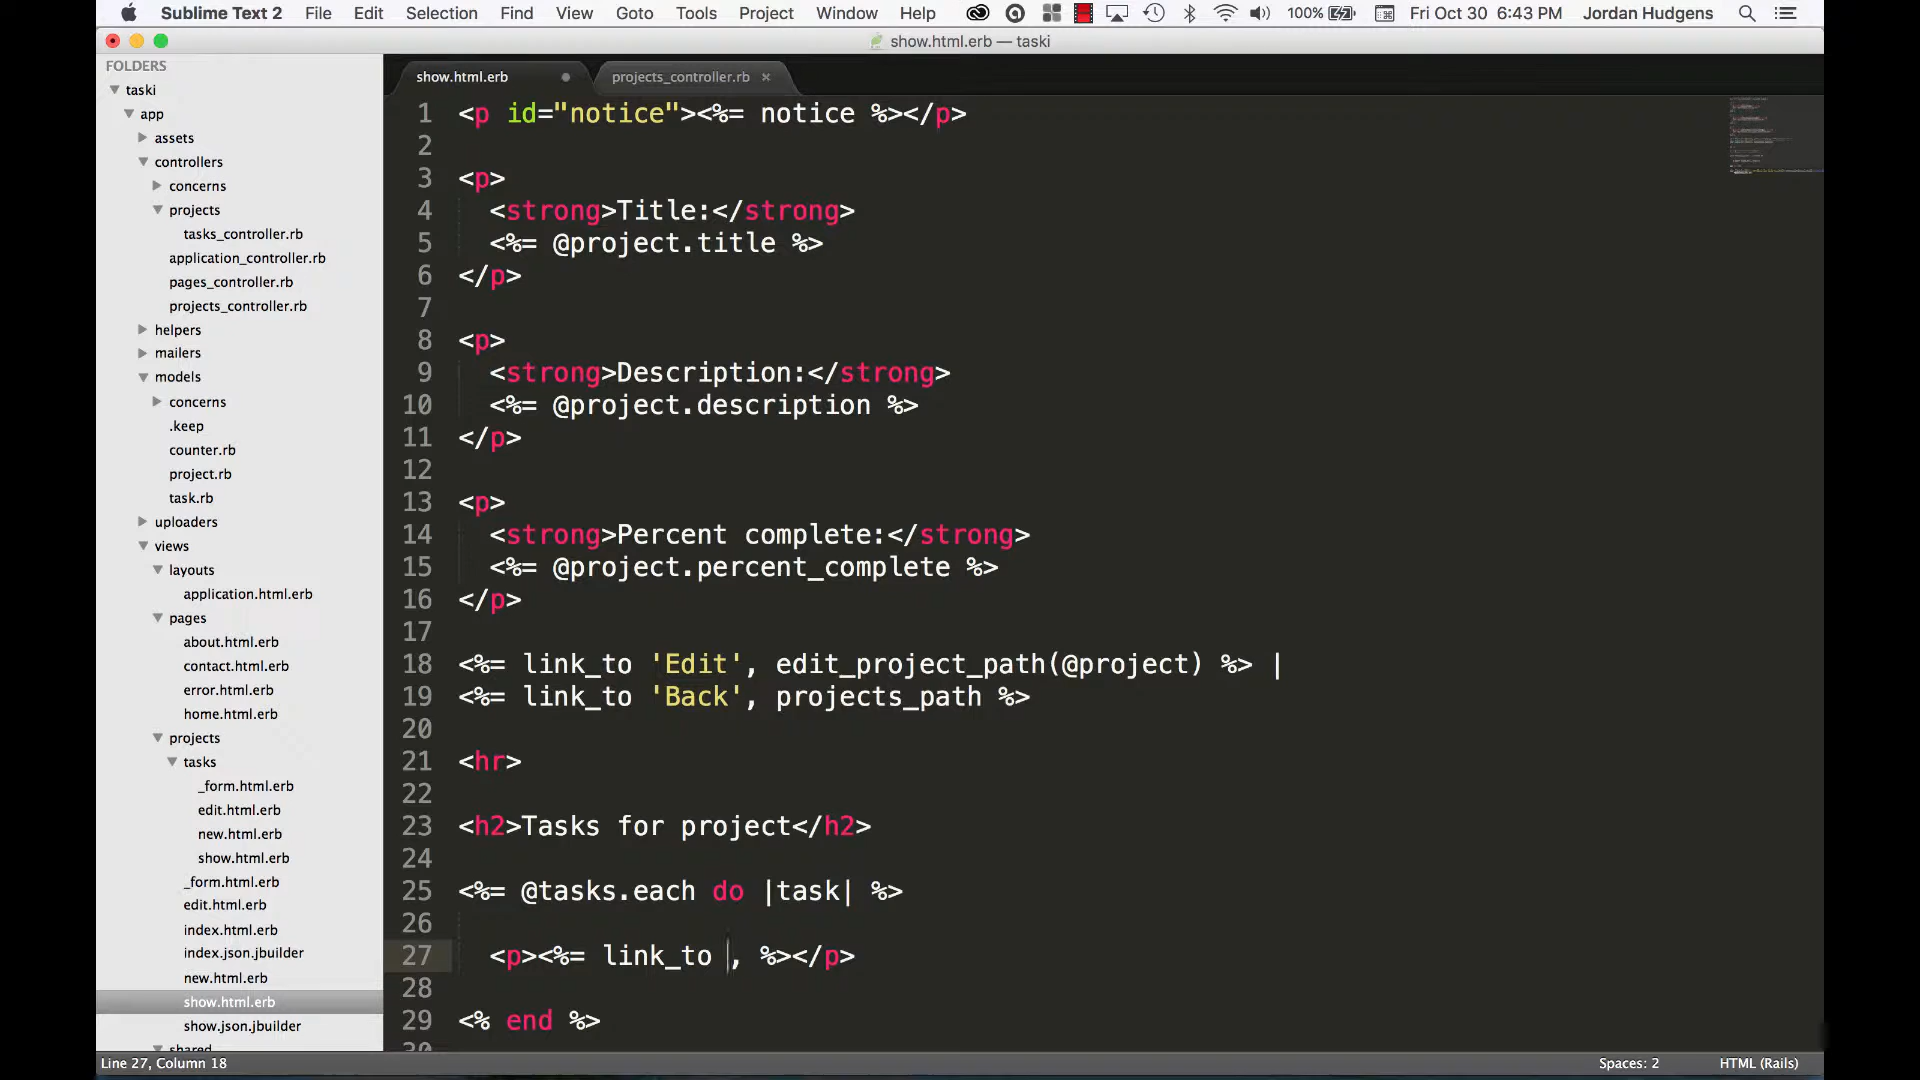 Sublime Text 2 File Edit Selection Find View Goto Tools Project Window Help 100% Fri Oct 30 6:43 PM Jordan Hudgens
show.html.erb — taski
FOLDERS
taski
app
assets
controllers
concerns
projects
tasks_controller.rb
application_controller.rb
pages_controller.rb
projects_controller.rb
helpers
mailers
models
concerns
.keep
counter.rb
project.rb
task.rb
uploaders
views
layouts
application.html.erb
pages
about.html.erb
contact.html.erb
error.html.erb
home.html.erb
projects
tasks
_form.html.erb
edit.html.erb
new.html.erb
show.html.erb
_form.html.erb
edit.html.erb
index.html.erb
index.json.jbuilder
new.html.erb
show.html.erb
show.json.jbuilder
shared
show.html.erb projects_controller.rb ×
1 <p id="notice"><%= notice %></p>
2
3 <p>
4 <strong>Title:</strong>
5 <%= @project.title %>
6 </p>
7
8 <p>
9 <strong>Description:</strong>
10 <%= @project.description %>
11 </p>
12
13 <p>
14 <strong>Percent complete:</strong>
15 <%= @project.percent_complete %>
16 </p>
17
18 <%= link_to 'Edit', edit_project_path(@project) %> |
19 <%= link_to 'Back', projects_path %>
20
21 <hr>
22
23 <h2>Tasks for project</h2>
24
25 <%= @tasks.each do |task| %>
26
27 <p><%= link_to , %></p>
28
29 <% end %>
30
Line 27, Column 18 Spaces: 2 HTML (Rails)